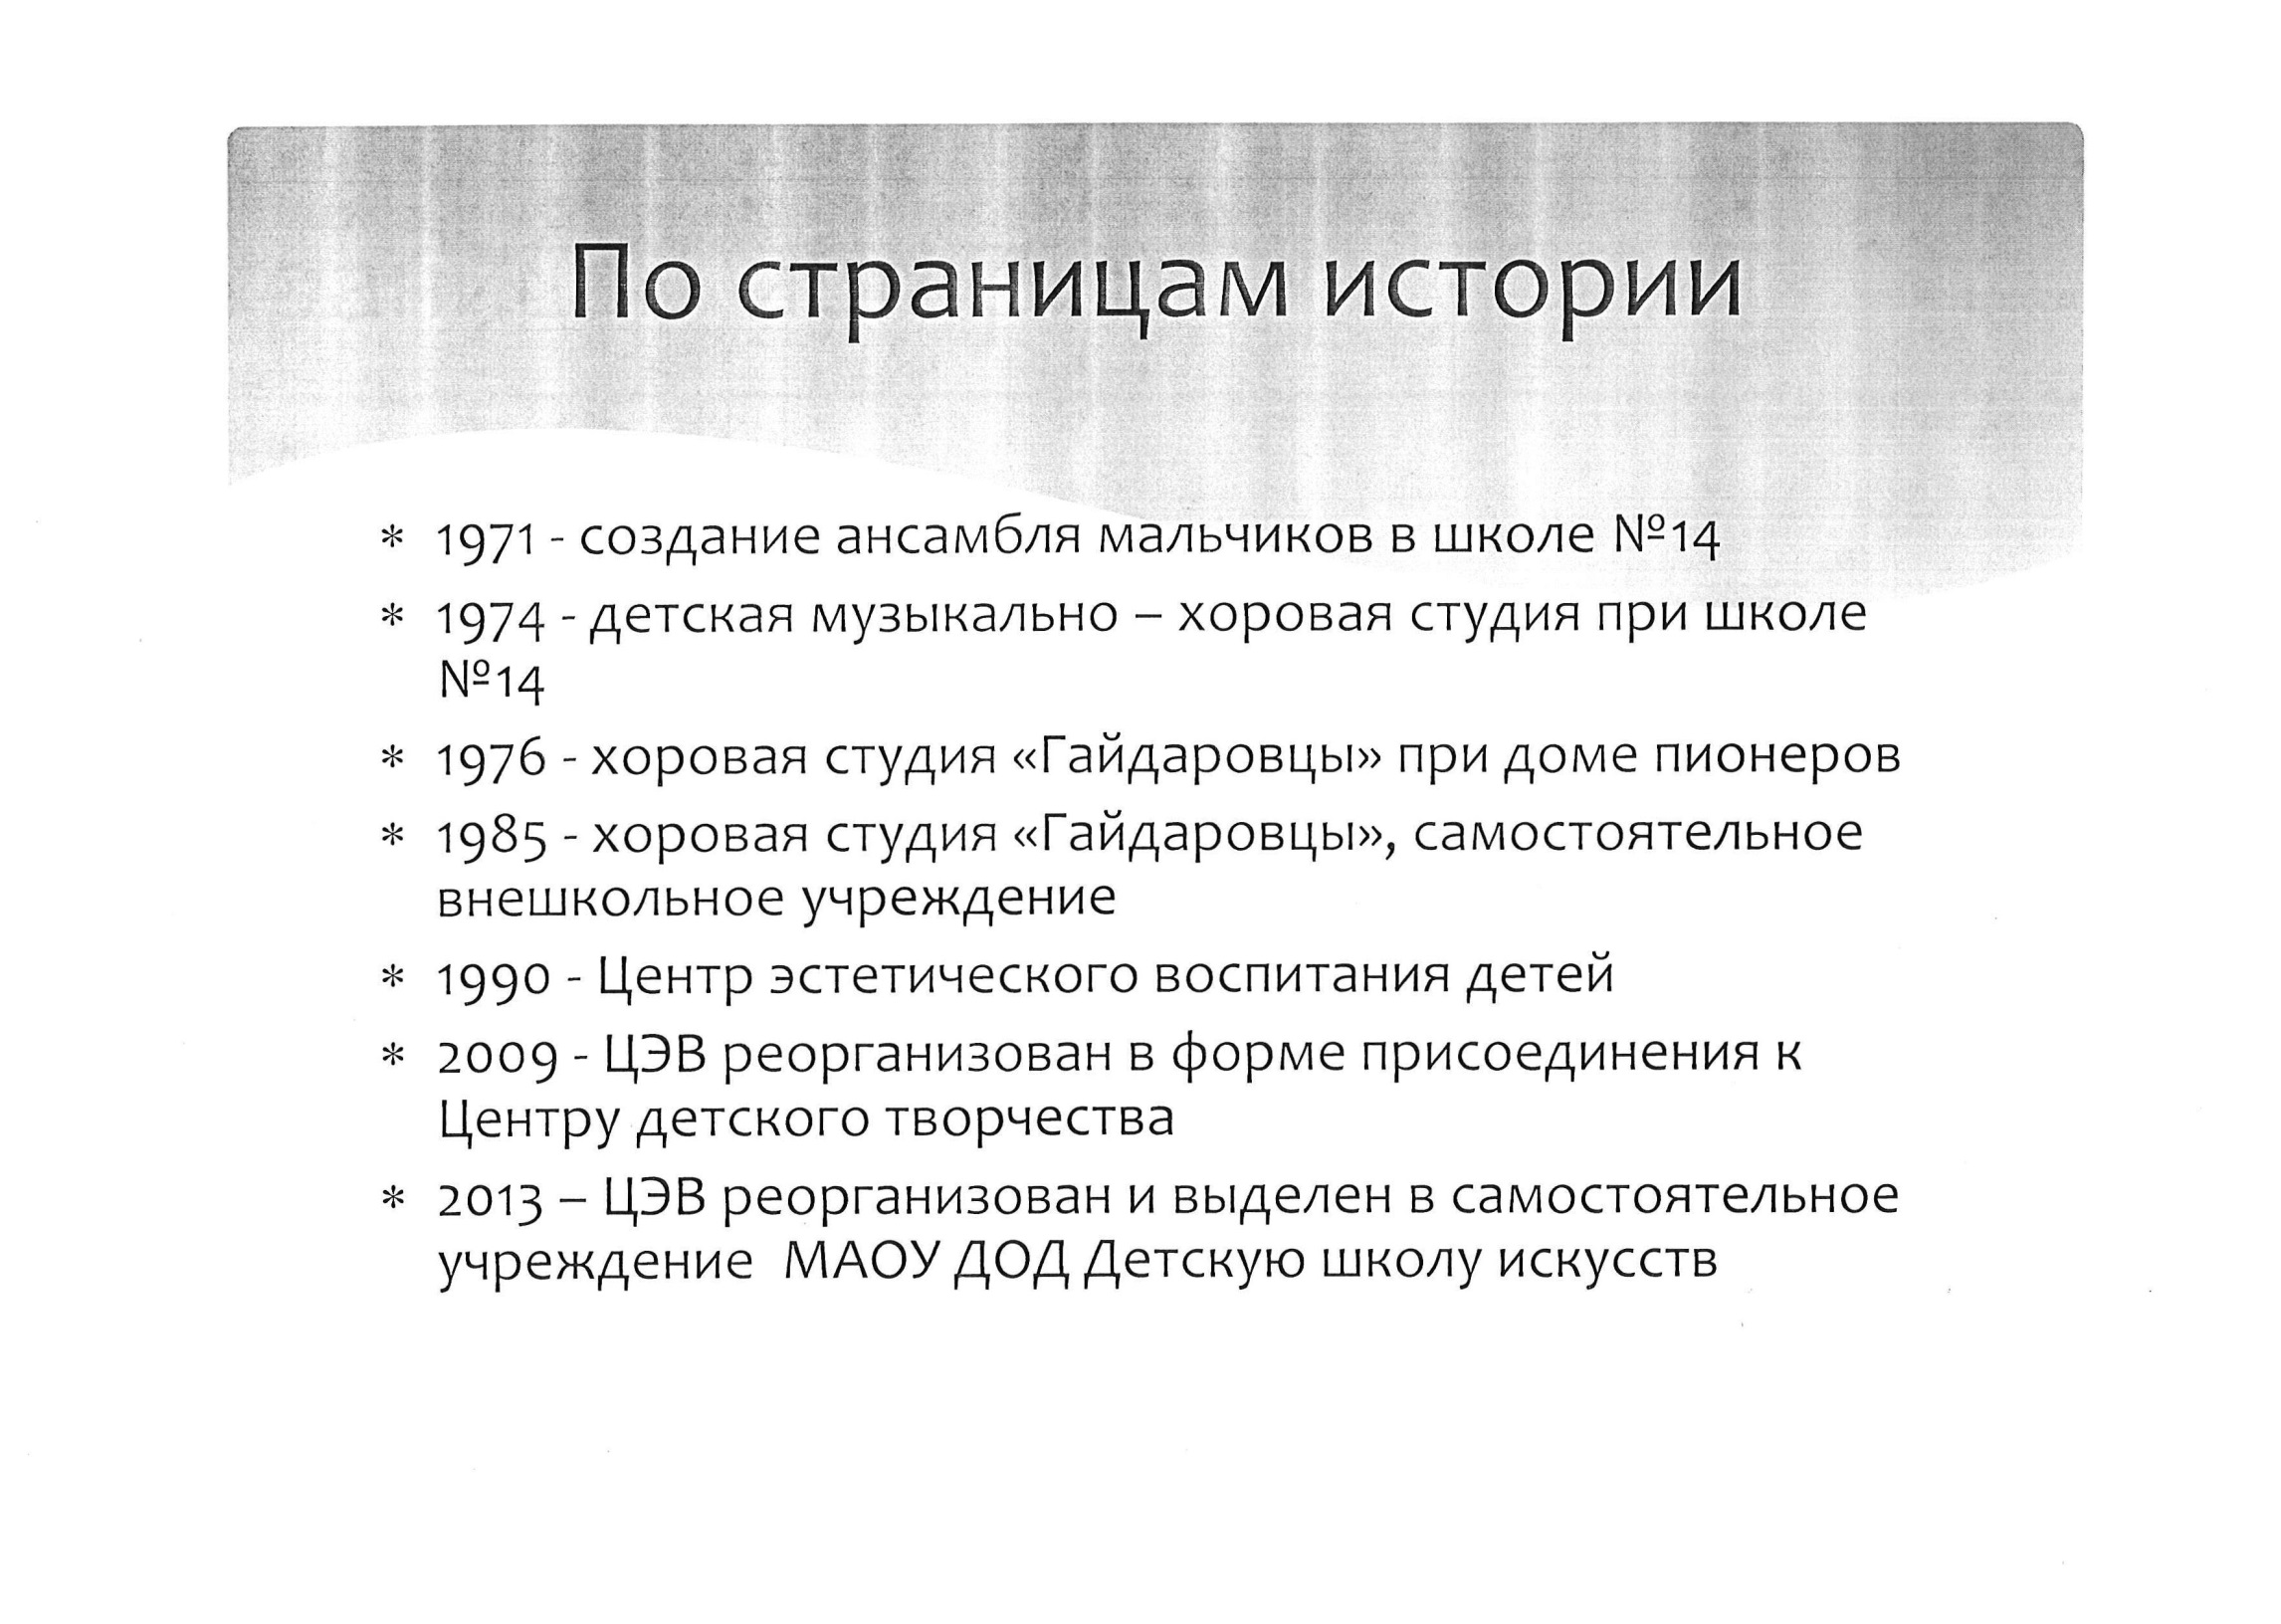 По страницам истории
* 1971 - создание ансамбля мальчиков в школе №14
* 1974 - детская музыкально – хоровая студия при школе
№14
* 1976 - хоровая студия «Гайдаровцы» при доме пионеров
* 1985 - хоровая студия «Гайдаровцы», самостоятельное
внешкольное учреждение
* 1990 - Центр эстетического воспитания детей
* 2009 - ЦЭВ реорганизован в форме присоединения к
Центру детского творчества
* 2013 – ЦЭВ реорганизован и выделен в самостоятельное
учреждение  МАОУ ДОД Детскую школу искусств